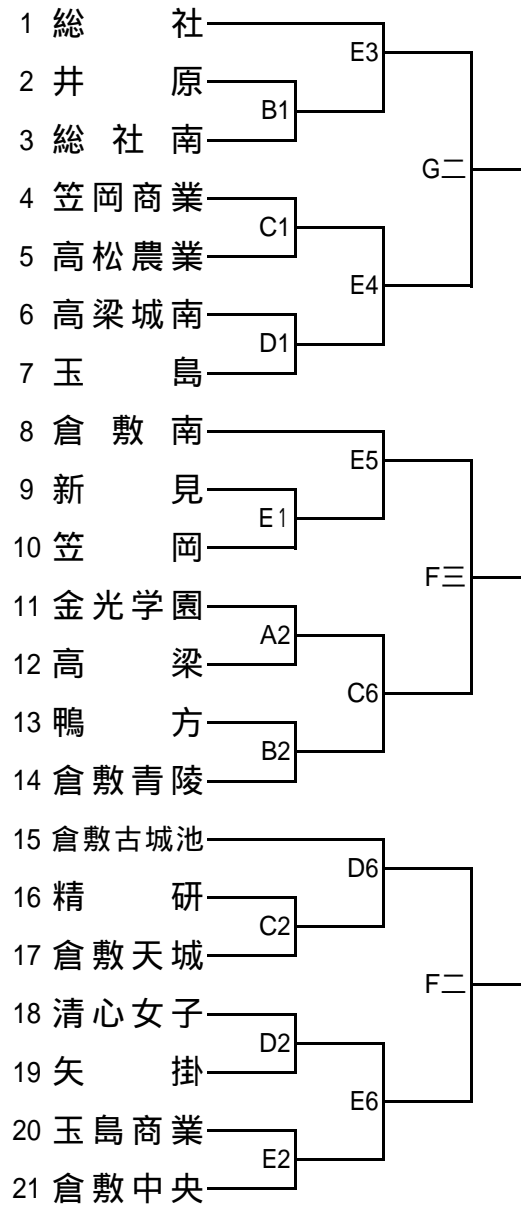 1 総社
E3
2 井原
B1
3 総社南
G二
4 笠岡商業
C1
5 高松農業
E4
6 高梁城南
D1
7 玉島
8 倉敷南
E5
9 新見
E1
10 笠岡
F三
11 金光学園
A2
12 高梁
C6
13 鴨方
B2
14 倉敷青陵
15 倉敷古城池
D6
16 精研
C2
17 倉敷天城
F二
18 清心女子
D2
19 矢掛
E6
20 玉島商業
E2
21 倉敷中央